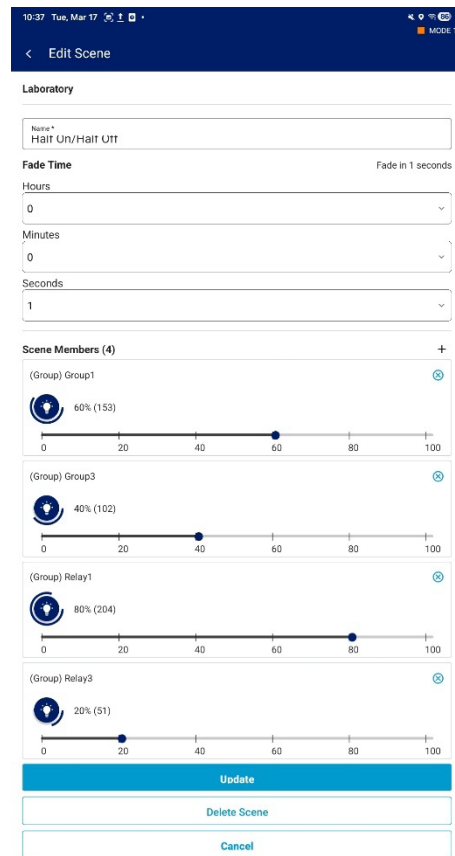 10:37 Tue, Mar 17
86
MODE 1
Edit Scene
Laboratory
Name *
Half On/Half Off
Fade Time Fade in 1 seconds
Hours
0
Minutes
0
Seconds
1
Scene Members (4) +
(Group) Group1
60% (153)
0 20 40 60 80 100
(Group) Group3
40% (102)
0 20 40 60 80 100
(Group) Relay1
80% (204)
0 20 40 60 80 100
(Group) Relay3
20% (51)
0 20 40 60 80 100
Update
Delete Scene
Cancel